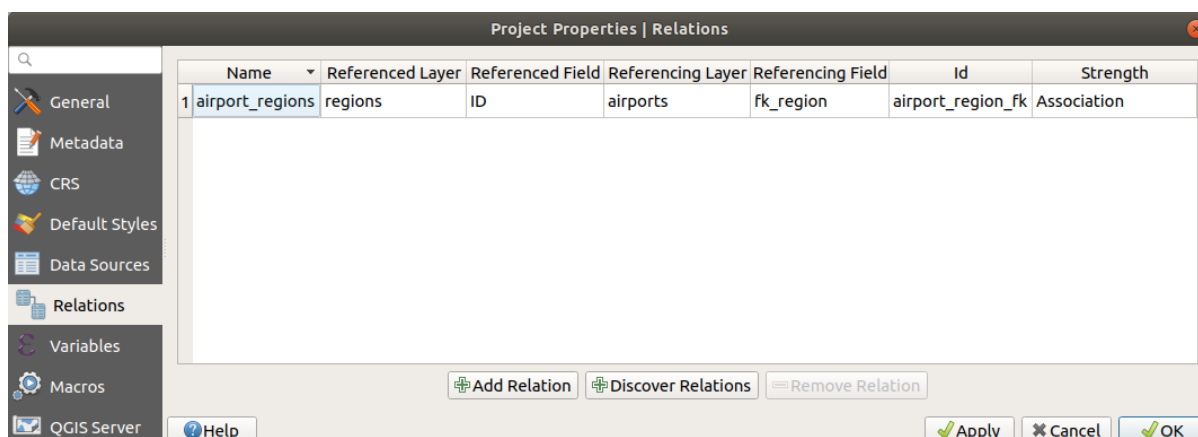 Project Properties | Relations
General
Metadata
CRS
Default Styles
Data Sources
Relations
Variables
Macros
QGIS Server
Name Referenced Layer Referenced Field Referencing Layer Referencing Field Id Strength
1 airport_regions regions ID airports fk_region airport_region_fk Association
Add Relation Discover Relations Remove Relation
Help Apply Cancel OK